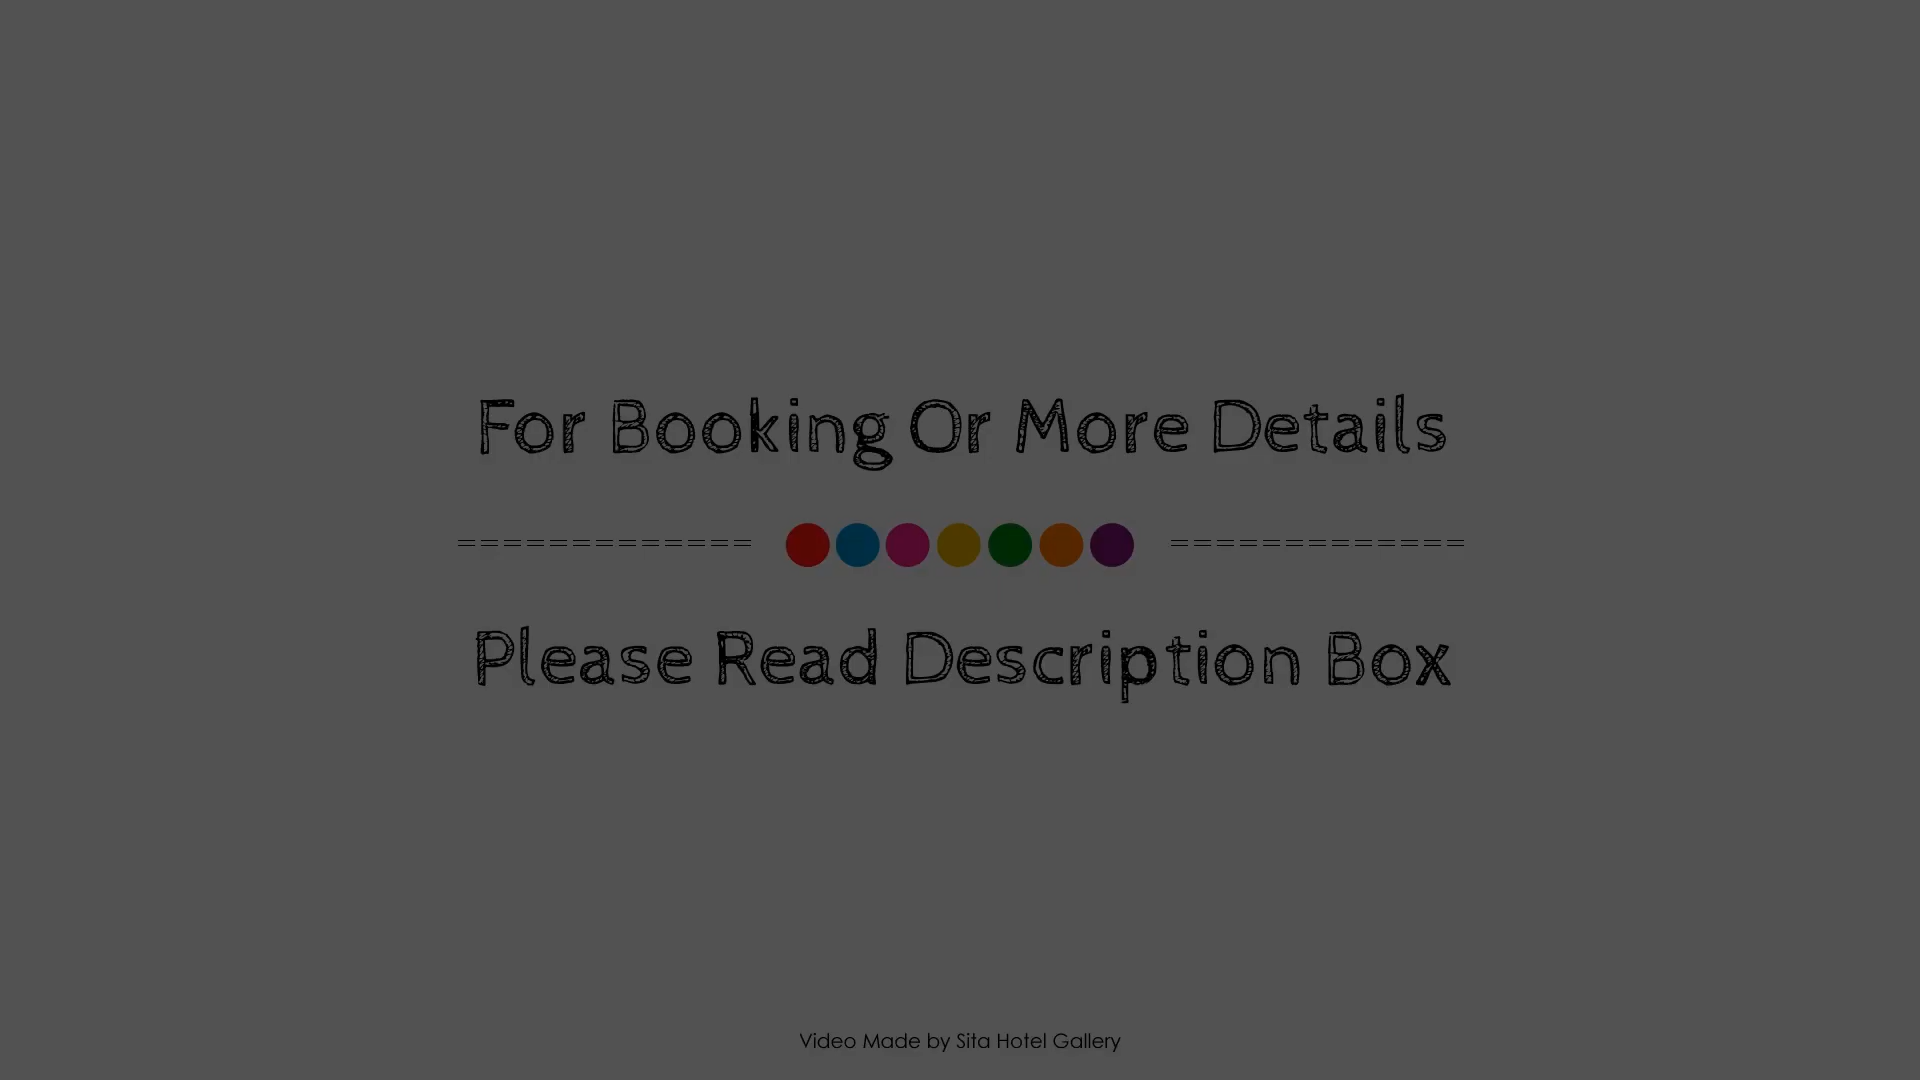 For Booking Or More Details
============= =============
Please Read Description Box
Video Made by Sita Hotel Gallery